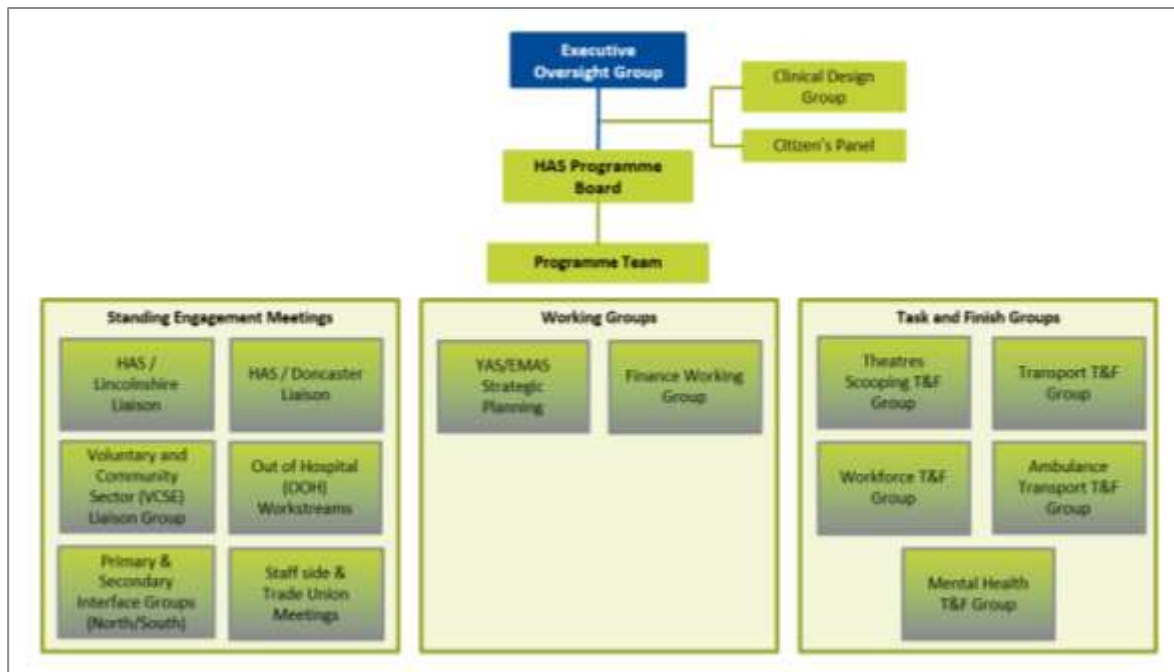 Executive
Oversight Group
Clinical Design
Group
Citizen's Panel
HAS Programme
Board
Programme Team
Standing Engagement Meetings
HAS /
Lincolnshire
Liaison
HAS / Doncaster
Liaison
Voluntary and
Community
Sector (VCSE)
Liaison Group
Out of Hospital
(OOH)
Workstreams
Primary &
Secondary
Interface Groups
(North/South)
Staff side &
Trade Union
Meetings
Working Groups
YAS/EMAS
Strategic
Planning
Finance Working
Group
Task and Finish Groups
Theatres
Scooping T&F
Group
Transport T&F
Group
Workforce T&F
Group
Ambulance
Transport T&F
Group
Mental Health
T&F Group